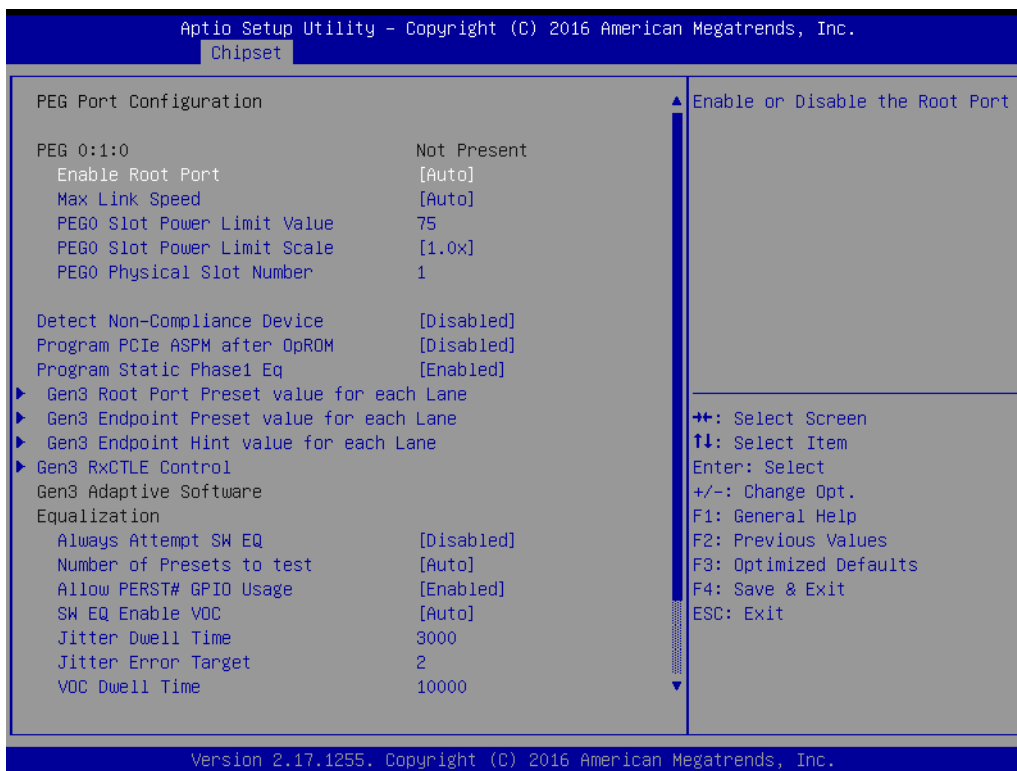 Aptio Setup Utility – Copyright (C) 2016 American Megatrends, Inc.
Chipset
PEG Port Configuration
PEG 0:1:0 Not Present
Enable Root Port [Auto]
Max Link Speed [Auto]
PEG0 Slot Power Limit Value 75
PEG0 Slot Power Limit Scale [1.0x]
PEG0 Physical Slot Number 1
Detect Non-Compliance Device [Disabled]
Program PCIe ASPM after OpROM [Disabled]
Program Static Phase1 Eq [Enabled]
Gen3 Root Port Preset value for each Lane
Gen3 Endpoint Preset value for each Lane
Gen3 Endpoint Hint value for each Lane
Gen3 RxCTLE Control
Gen3 Adaptive Software
Equalization
Always Attempt SW EQ [Disabled]
Number of Presets to test [Auto]
Allow PERST# GPIO Usage [Enabled]
SW EQ Enable VOC [Auto]
Jitter Dwell Time 3000
Jitter Error Target 2
VOC Dwell Time 10000
Enable or Disable the Root Port
→←: Select Screen
↑↓: Select Item
Enter: Select
+/-: Change Opt.
F1: General Help
F2: Previous Values
F3: Optimized Defaults
F4: Save & Exit
ESC: Exit
Version 2.17.1255. Copyright (C) 2016 American Megatrends, Inc.